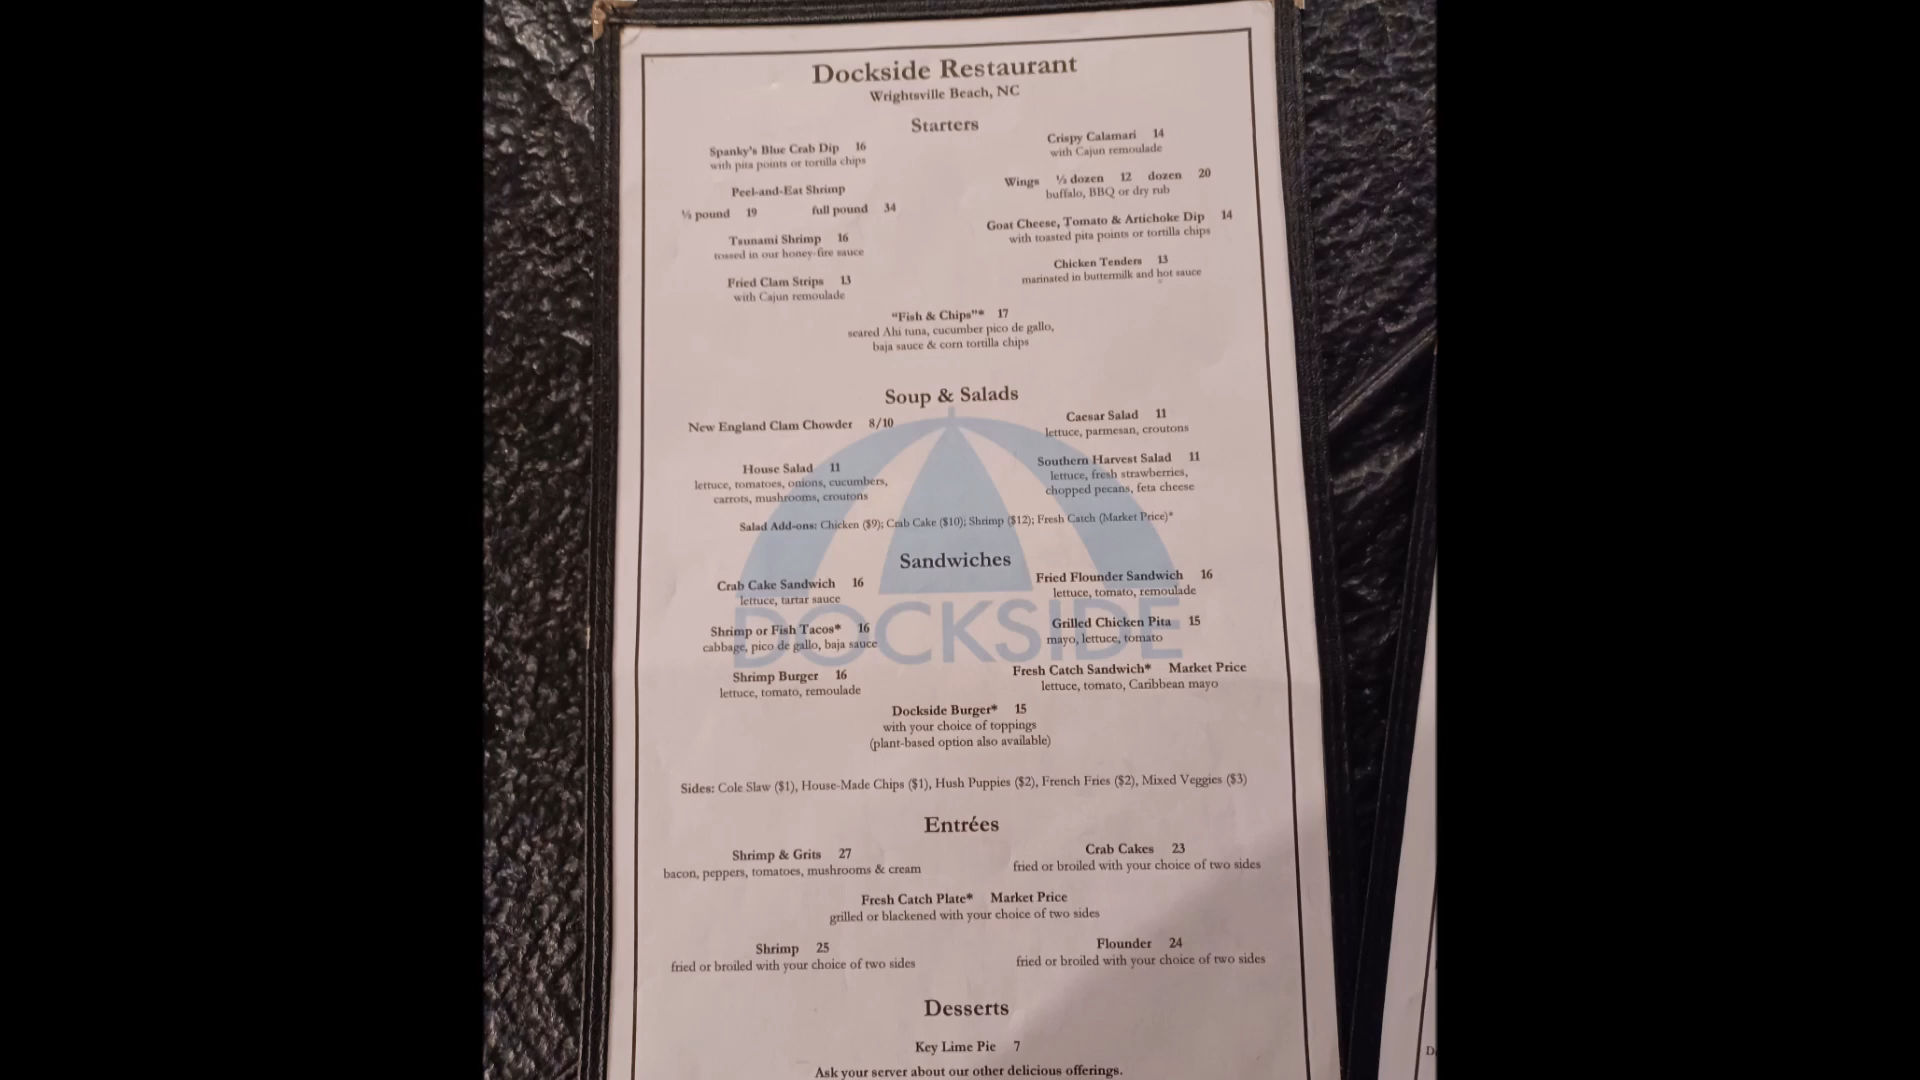 Dockside Restaurant
Wrightsville Beach, NC
Starters
Spanky's Blue Crab Dip 16
with pita points or tortilla chips
Peel-and-Eat Shrimp
½ pound 19 full pound 34
Tsunami Shrimp 16
tossed in our honey-fire sauce
Fried Clam Strips 13
with Cajun remoulade
Crispy Calamari 14
with Cajun remoulade
Wings ½ dozen 12 dozen 20
buffalo, BBQ or dry rub
Goat Cheese, Tomato & Artichoke Dip 14
with toasted pita points or tortilla chips
Chicken Tenders 13
marinated in buttermilk and hot sauce
"Fish & Chips"* 17
seared Ahi tuna, cucumber pico de gallo,
baja sauce & corn tortilla chips
Soup & Salads
New England Clam Chowder 8/10
House Salad 11
lettuce, tomatoes, onions, cucumbers,
carrots, mushrooms, croutons
Caesar Salad 11
lettuce, parmesan, croutons
Southern Harvest Salad 11
lettuce, fresh strawberries,
chopped pecans, feta cheese
Salad Add-ons: Chicken ($9); Crab Cake ($10); Shrimp ($12); Fresh Catch (Market Price)*
Sandwiches
Crab Cake Sandwich 16
lettuce, tartar sauce
Shrimp or Fish Tacos* 16
cabbage, pico de gallo, baja sauce
Shrimp Burger 16
lettuce, tomato, remoulade
Fried Flounder Sandwich 16
lettuce, tomato, remoulade
Grilled Chicken Pita 15
mayo, lettuce, tomato
Fresh Catch Sandwich* Market Price
lettuce, tomato, Caribbean mayo
DOCKSIDE
Dockside Burger* 15
with your choice of toppings
(plant-based option also available)
Sides: Cole Slaw ($1), House-Made Chips ($1), Hush Puppies ($2), French Fries ($2), Mixed Veggies ($3)
Entrées
Shrimp & Grits 27
bacon, peppers, tomatoes, mushrooms & cream
Crab Cakes 23
fried or broiled with your choice of two sides
Fresh Catch Plate* Market Price
grilled or blackened with your choice of two sides
Shrimp 25
fried or broiled with your choice of two sides
Flounder 24
fried or broiled with your choice of two sides
Desserts
Key Lime Pie 7
Ask your server about our other delicious offerings.